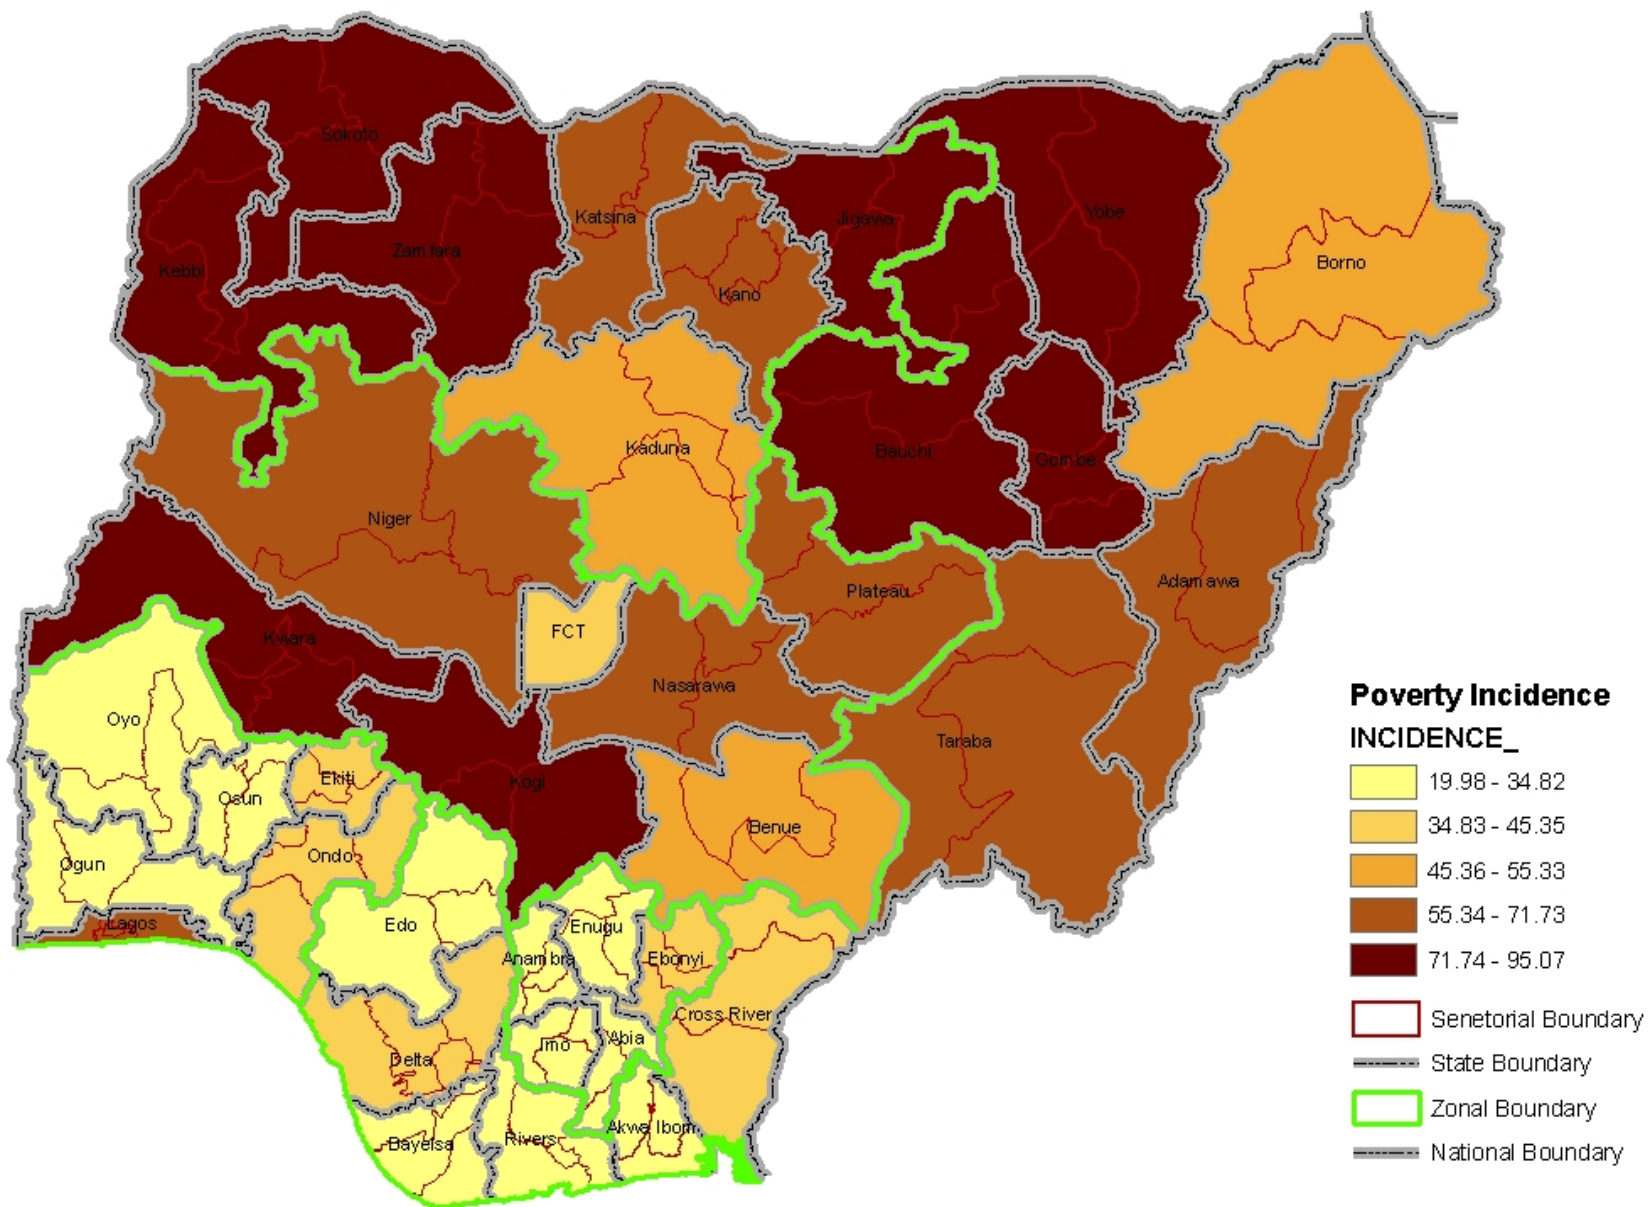 Sokoto
Katsina
Jigawa
Yobe
Zamfara
Kebbi
Borno
Kano
Kaduna
Bauchi
Gombe
Niger
Adamawa
Plateau
FCT
Kwara
Nasarawa
Oyo
Taraba
Ekiti
Kogi
Osun
Benue
Ondo
Ogun
Lagos
Edo
Enugu
Anambra
Ebonyi
Cross River
Imo
Abia
Delta
Akwa Ibom
Bayelsa
Rivers
Poverty Incidence
INCIDENCE_
19.98 - 34.82
34.83 - 45.35
45.36 - 55.33
55.34 - 71.73
71.74 - 95.07
Senetorial Boundary
State Boundary
Zonal Boundary
National Boundary